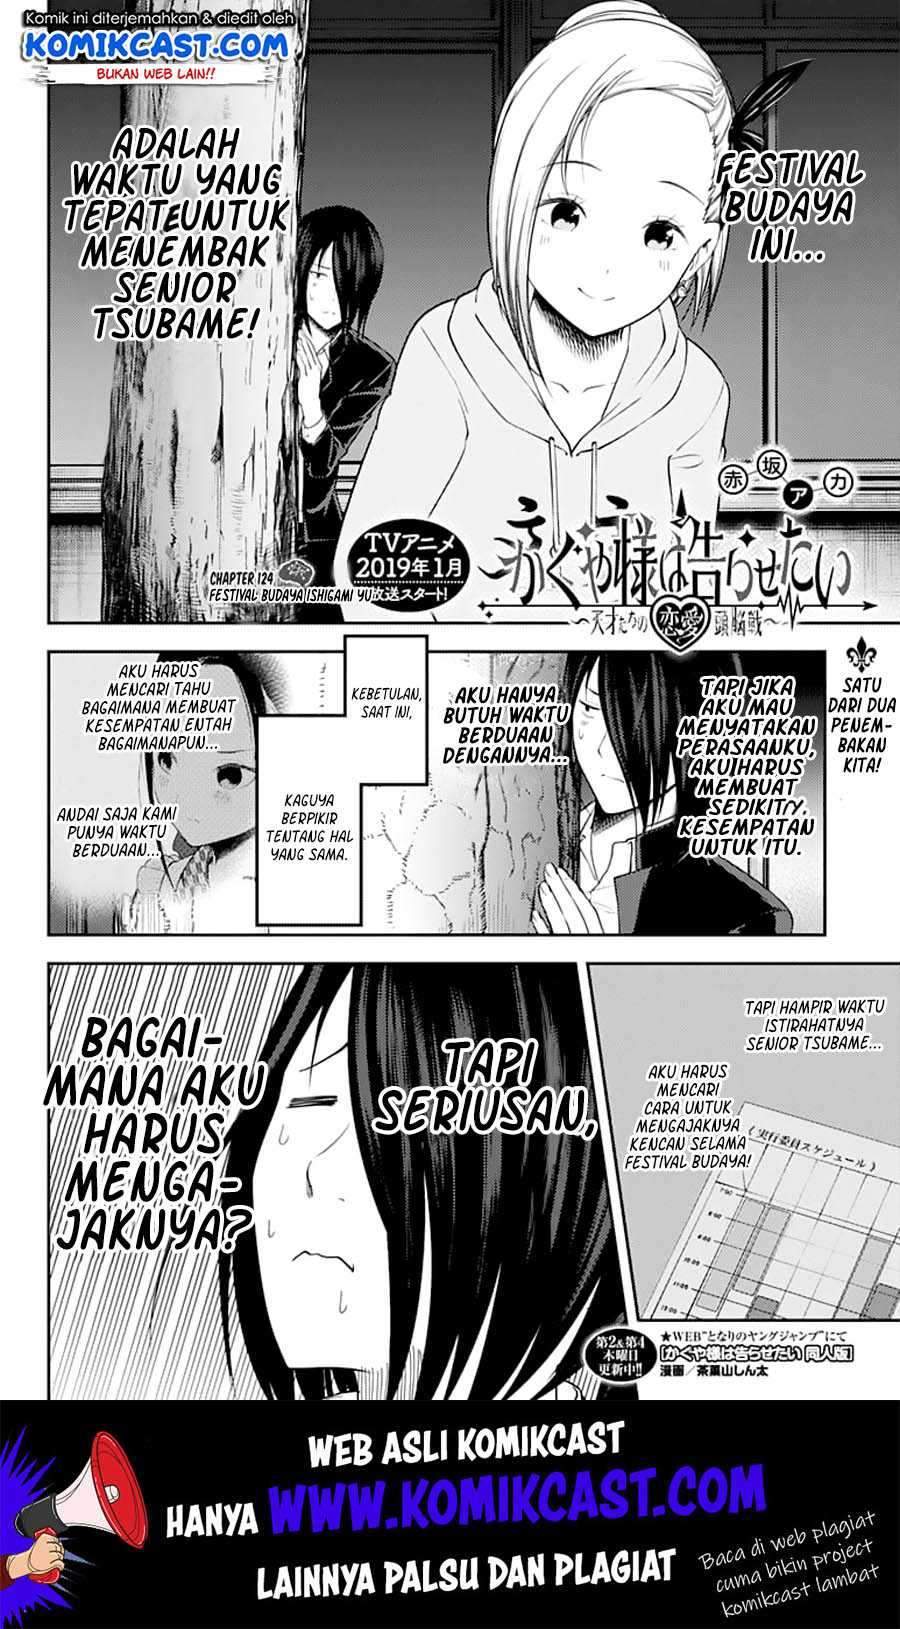 Komik ini diterjemahkan & diedit oleh
KOMIKCAST.COM
BUKAN WEB LAIN!!
FESTIVAL
BUDAYA
INI...
ADALAH
WAKTU YANG
TEPAT UNTUK
MENEMBAK
SENIOR
TSUBAME!
赤坂アカ
かぐや様は告らせたい
～天才たちの恋愛頭脳戦～
TVアニメ
2019年1月
放送スタート!
CHAPTER 124
FESTIVAL BUDAYA ISHIGAMI YU
SATU
DARI DUA
PENEM-
BAKAN
KITA!
TAPI JIKA
AKU MAU
MENYATAKAN
PERASAANKU,
AKU HARUS
MEMBUAT
SEDIKIT
KESEMPATAN
UNTUK ITU.
AKU HANYA
BUTUH WAKTU
BERDUAAN
DENGANNYA...
KEBETULAN,
SAAT INI,
KAGUYA
BERPIKIR
TENTANG HAL
YANG SAMA.
AKU HARUS
MENCARI TAHU
BAGAIMANA MEMBUAT
KESEMPATAN ENTAH
BAGAIMANAPUN...
ANDAI SAJA KAMI
PUNYA WAKTU
BERDUAAN...
TAPI HAMPIR WAKTU
ISTIRAHATNYA
SENIOR TSUBAME...
AKU HARUS
MENCARI
CARA UNTUK
MENGAJAKNYA
KENCAN SELAMA
FESTIVAL BUDAYA!
《実行委員スケジュール》
7:00
TAPI
SERIUSAN,
BAGAI-
MANA AKU
HARUS
MENGA-
JAKNYA?
第2&第4
木曜日
更新中!!
★WEB"となりのヤングジャンプ"にて
[かぐや様は告らせたい 同人版]
漫画/茶菓山しん太
WEB ASLI KOMIKCAST
HANYA WWW.KOMIKCAST.COM
LAINNYA PALSU DAN PLAGIAT
Baca di web plagiat
cuma bikin project
komikcast lambat